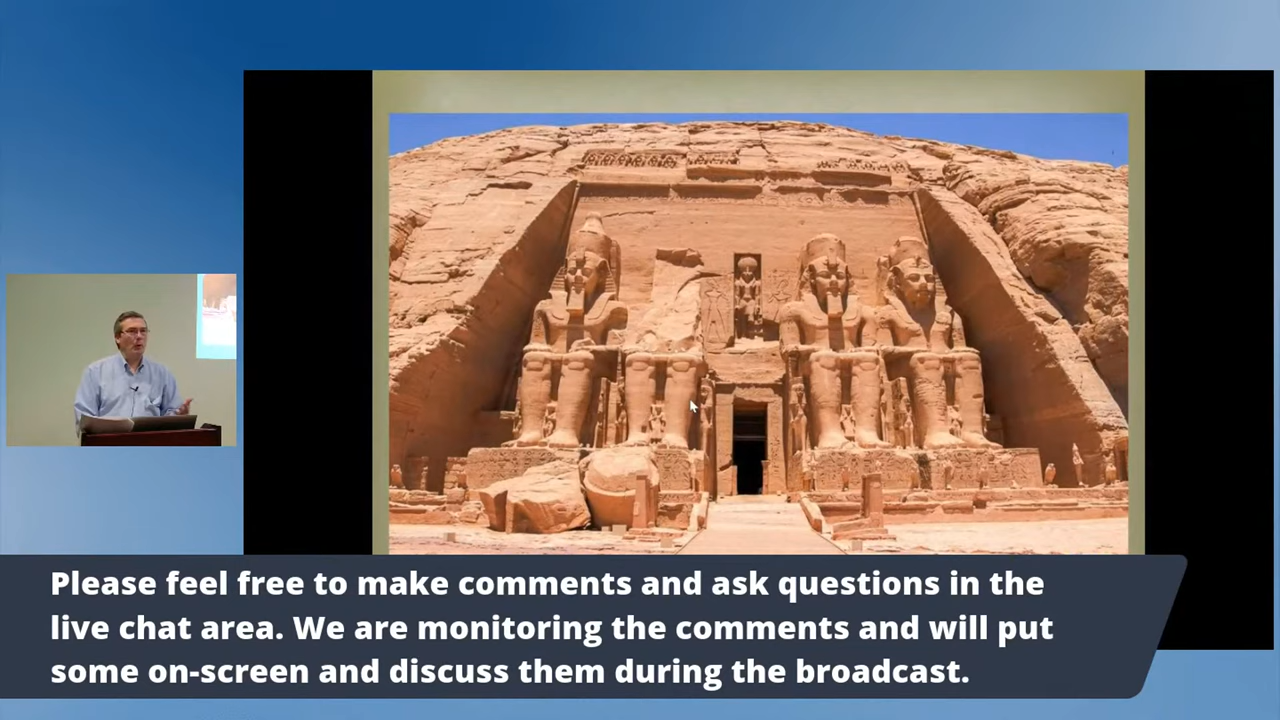 Please feel free to make comments and ask questions in the
live chat area. We are monitoring the comments and will put
some on-screen and discuss them during the broadcast.